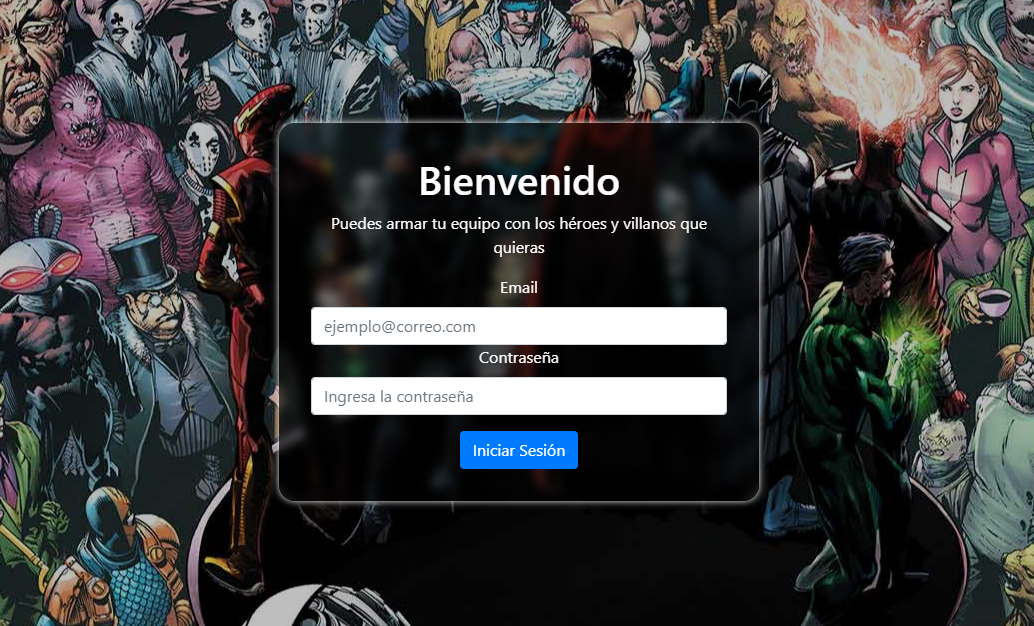 Bienvenido
Puedes armar tu equipo con los héroes y villanos que
quieras
Email
ejemplo@correo.com
Contraseña
Ingresa la contraseña
Iniciar Sesión